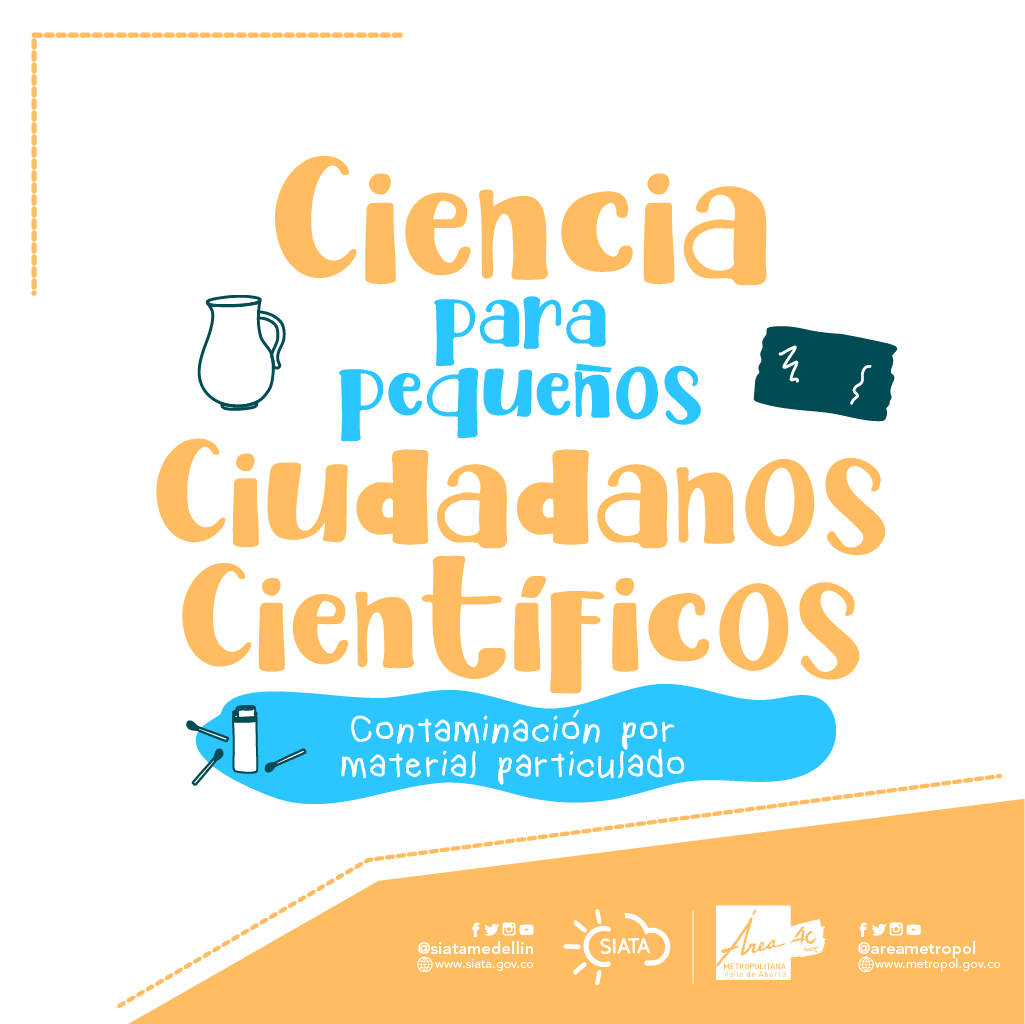 Ciencia
para
pequeños
Ciudadanos
Científicos
Contaminación por
material particulado
@siatamedellin
www.siata.gov.co
SIATA
Área 40
METROPOLITANA
Valle de Aburrá
@areametropol
www.metropol.gov.co